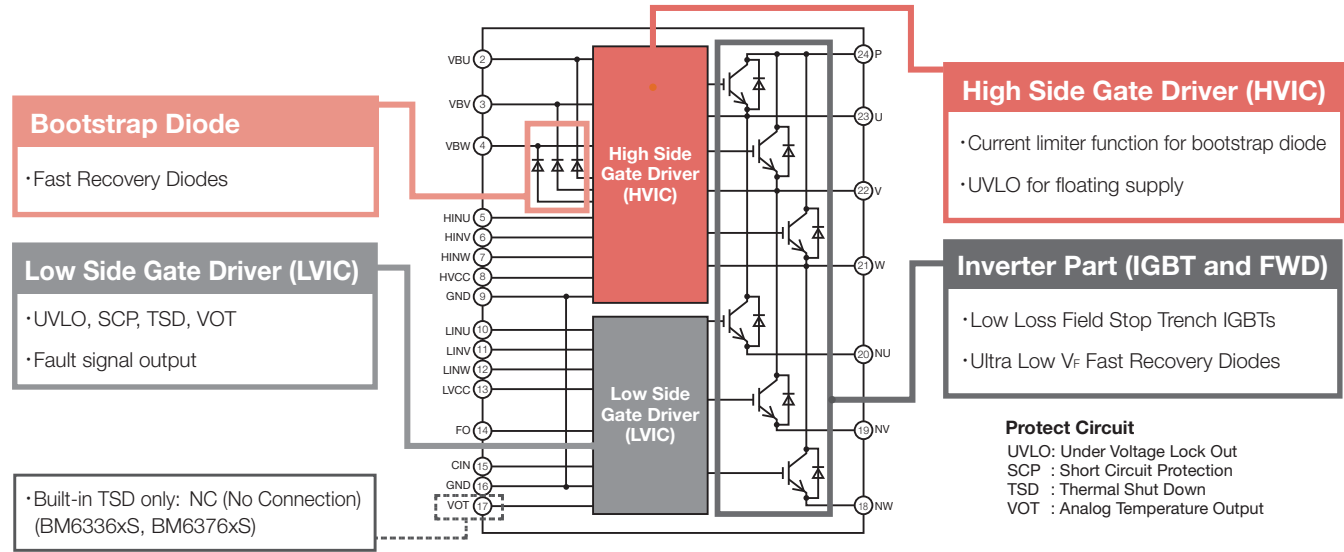 Bootstrap Diode
・Fast Recovery Diodes
Low Side Gate Driver (LVIC)
・UVLO, SCP, TSD, VOT
・Fault signal output
・Built-in TSD only: NC (No Connection)
(BM6336xS, BM6376xS)
VBU 2
VBV 3
VBW 4
HINU 5
HINV 6
HINW 7
HVCC 8
GND 9
LINU 10
LINV 11
LINW 12
LVCC 13
FO 14
CIN 15
GND 16
VOT 17
High Side
Gate Driver
(HVIC)
Low Side
Gate Driver
(LVIC)
24 P
23 U
22 V
21 W
20 NU
19 NV
18 NW
High Side Gate Driver (HVIC)
・Current limiter function for bootstrap diode
・UVLO for floating supply
Inverter Part (IGBT and FWD)
・Low Loss Field Stop Trench IGBTs
・Ultra Low VF Fast Recovery Diodes
Protect Circuit
UVLO: Under Voltage Lock Out
SCP : Short Circuit Protection
TSD : Thermal Shut Down
VOT : Analog Temperature Output